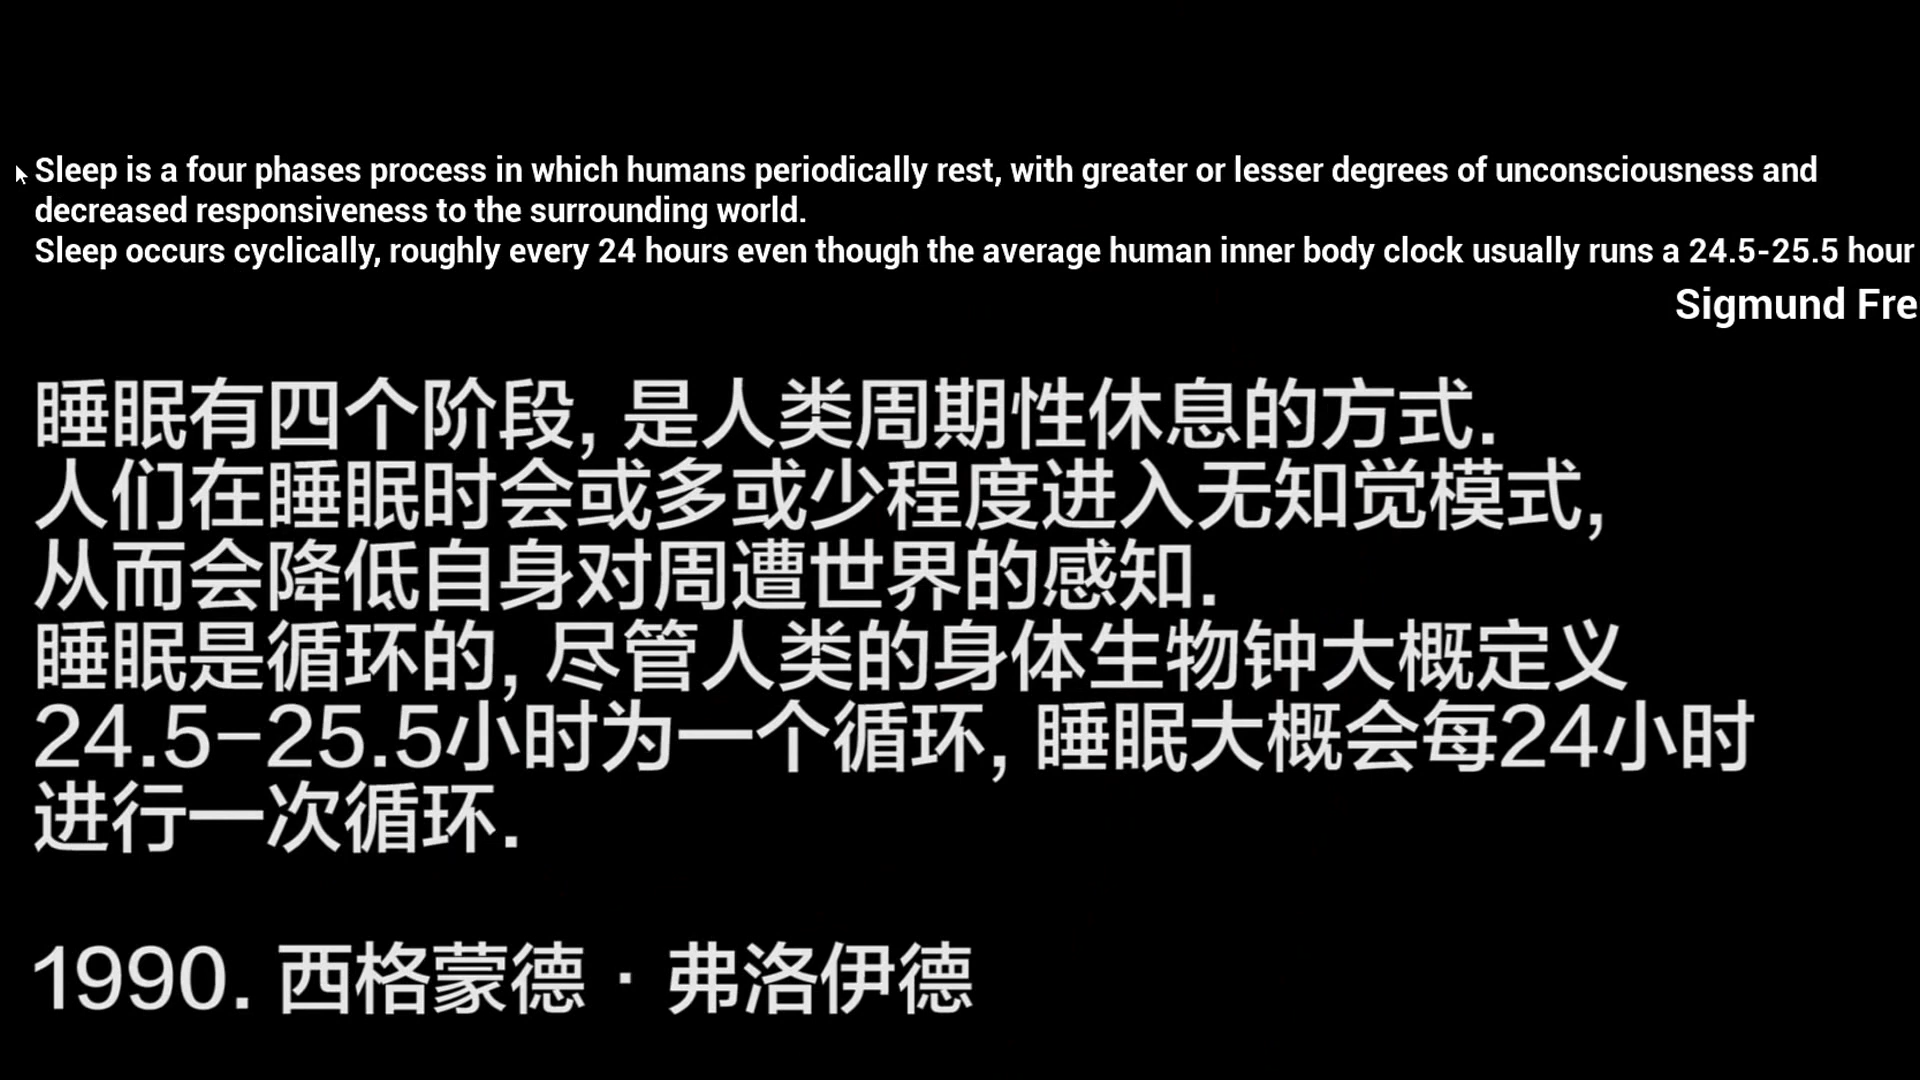 Sleep is a four phases process in which humans periodically rest, with greater or lesser degrees of unconsciousness and
decreased responsiveness to the surrounding world.
Sleep occurs cyclically, roughly every 24 hours even though the average human inner body clock usually runs a 24.5-25.5 hour
Sigmund Fre
睡眠有四个阶段, 是人类周期性休息的方式.
人们在睡眠时会或多或少程度进入无知觉模式,
从而会降低自身对周遭世界的感知.
睡眠是循环的, 尽管人类的身体生物钟大概定义
24.5-25.5小时为一个循环, 睡眠大概会每24小时
进行一次循环.
1990. 西格蒙德 · 弗洛伊德